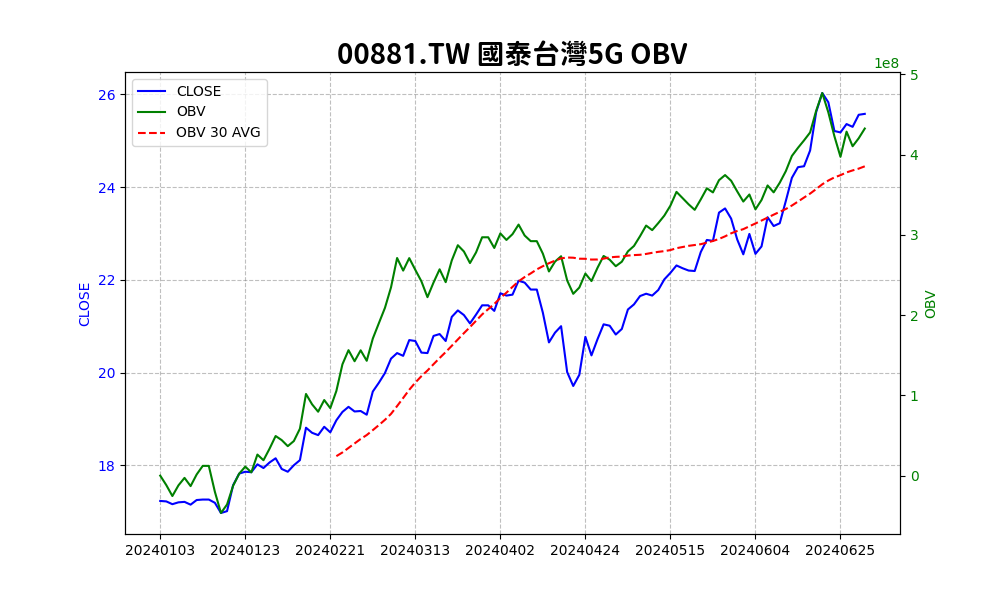 00881.TW 國泰台灣5G OBV
1e8
CLOSE
OBV
OBV 30 AVG
26
24
22
20
18
CLOSE
5
4
3
2
1
0
OBV
20240103 20240123 20240221 20240313 20240402 20240424 20240515 20240604 20240625